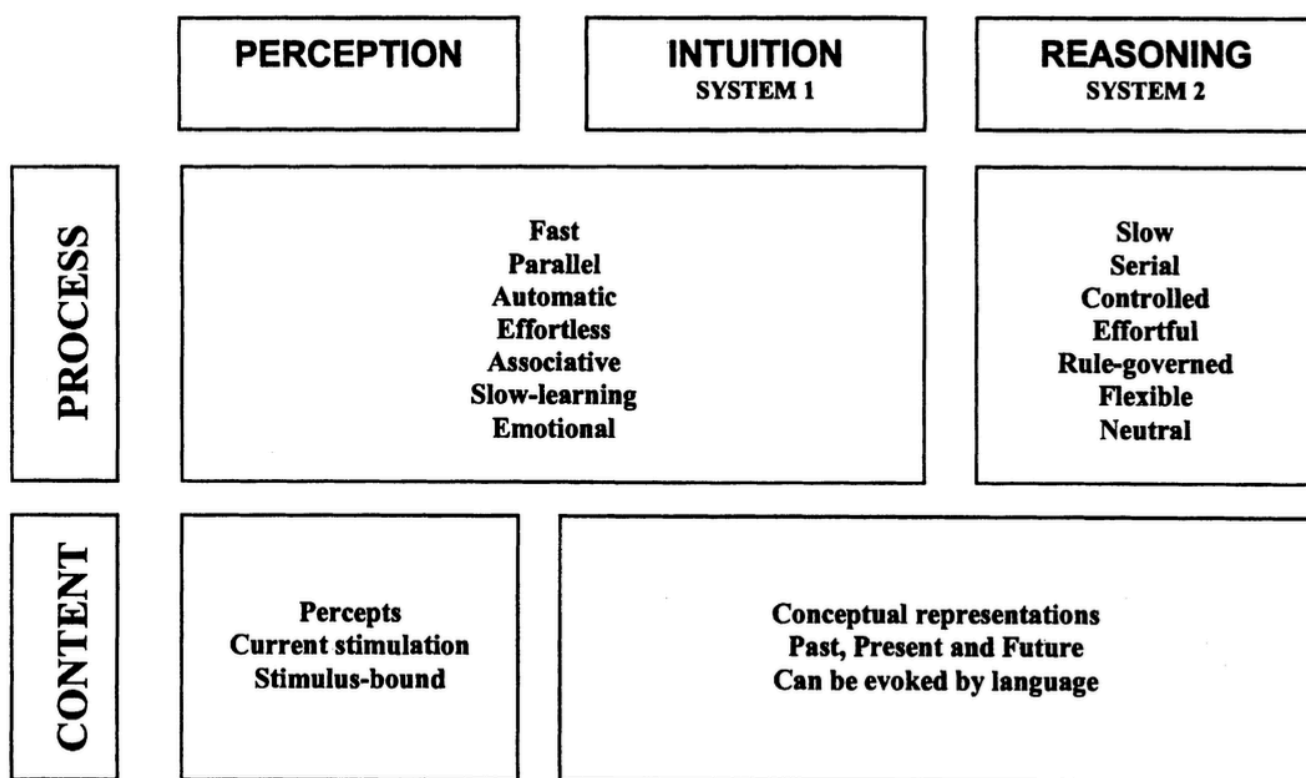 PERCEPTION
INTUITION
SYSTEM 1
REASONING
SYSTEM 2
PROCESS
Fast
Parallel
Automatic
Effortless
Associative
Slow-learning
Emotional
Slow
Serial
Controlled
Effortful
Rule-governed
Flexible
Neutral
CONTENT
Percepts
Current stimulation
Stimulus-bound
Conceptual representations
Past, Present and Future
Can be evoked by language